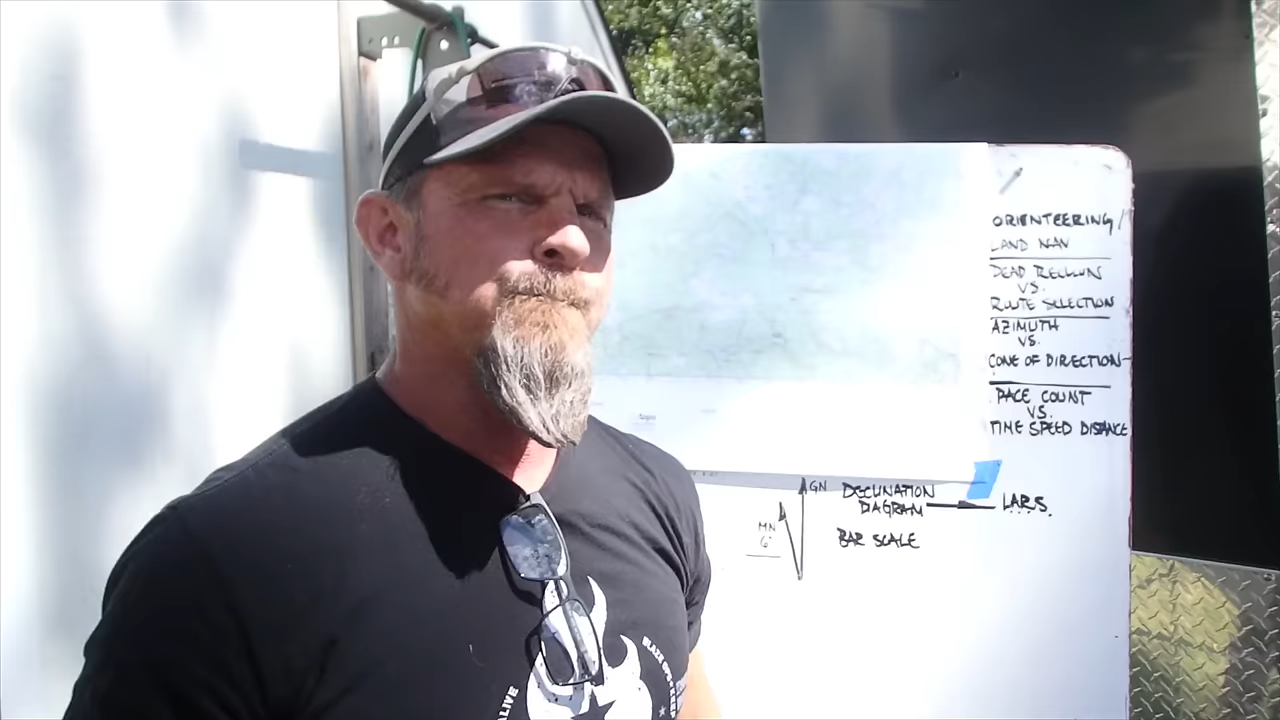 ORIENTEERING/
LAND NAV
DEAD RECKON
VS.
ROUTE SELECTION
AZIMUTH
VS.
CONE OF DIRECTION
PACE COUNT
VS.
TIME SPEED DISTANCE
GN
DECLINATION
DIAGRAM
L.A.R.S.
MN
6°
BAR SCALE
ALIVE